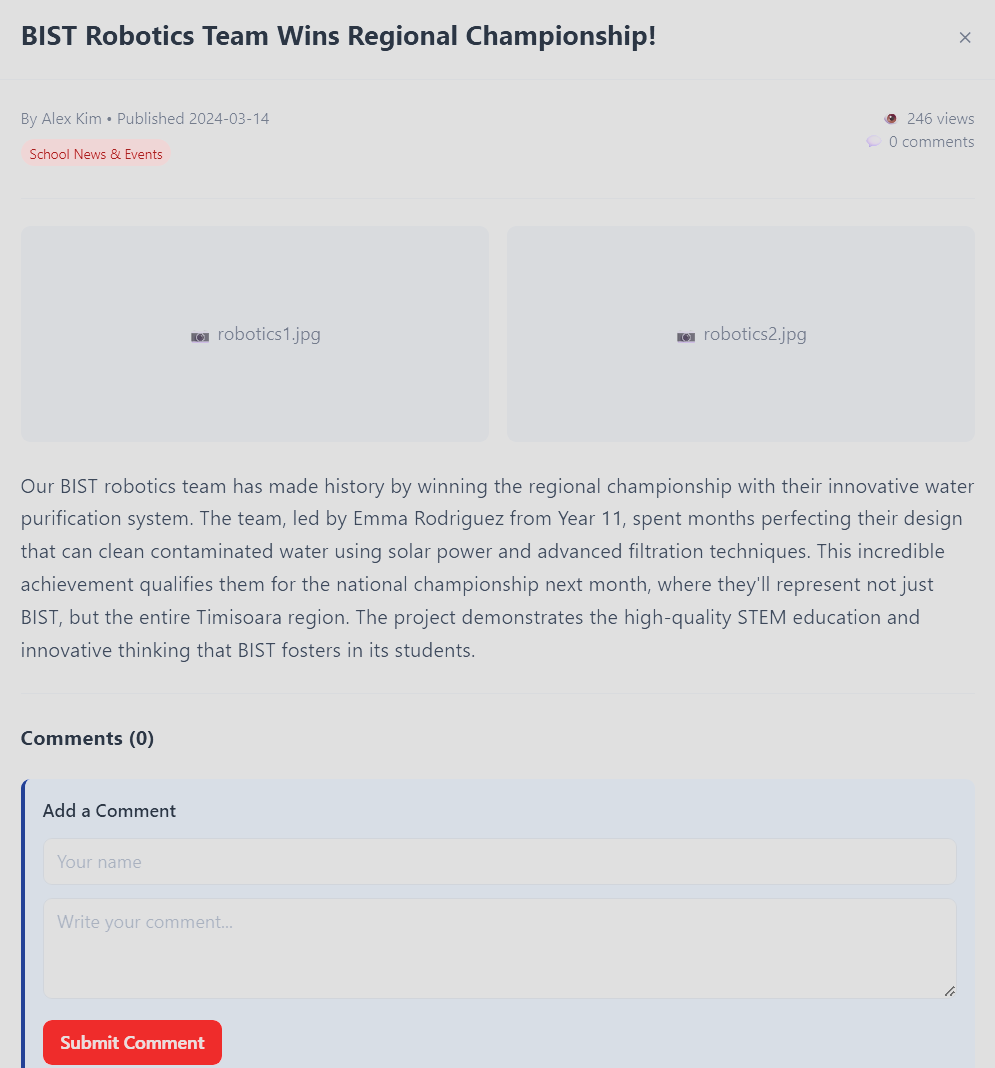 BIST Robotics Team Wins Regional Championship!
×
By Alex Kim • Published 2024-03-14
246 views
School News & Events
0 comments
robotics1.jpg
robotics2.jpg
Our BIST robotics team has made history by winning the regional championship with their innovative water
purification system. The team, led by Emma Rodriguez from Year 11, spent months perfecting their design
that can clean contaminated water using solar power and advanced filtration techniques. This incredible
achievement qualifies them for the national championship next month, where they'll represent not just
BIST, but the entire Timisoara region. The project demonstrates the high-quality STEM education and
innovative thinking that BIST fosters in its students.
Comments (0)
Add a Comment
Your name
Write your comment...
Submit Comment